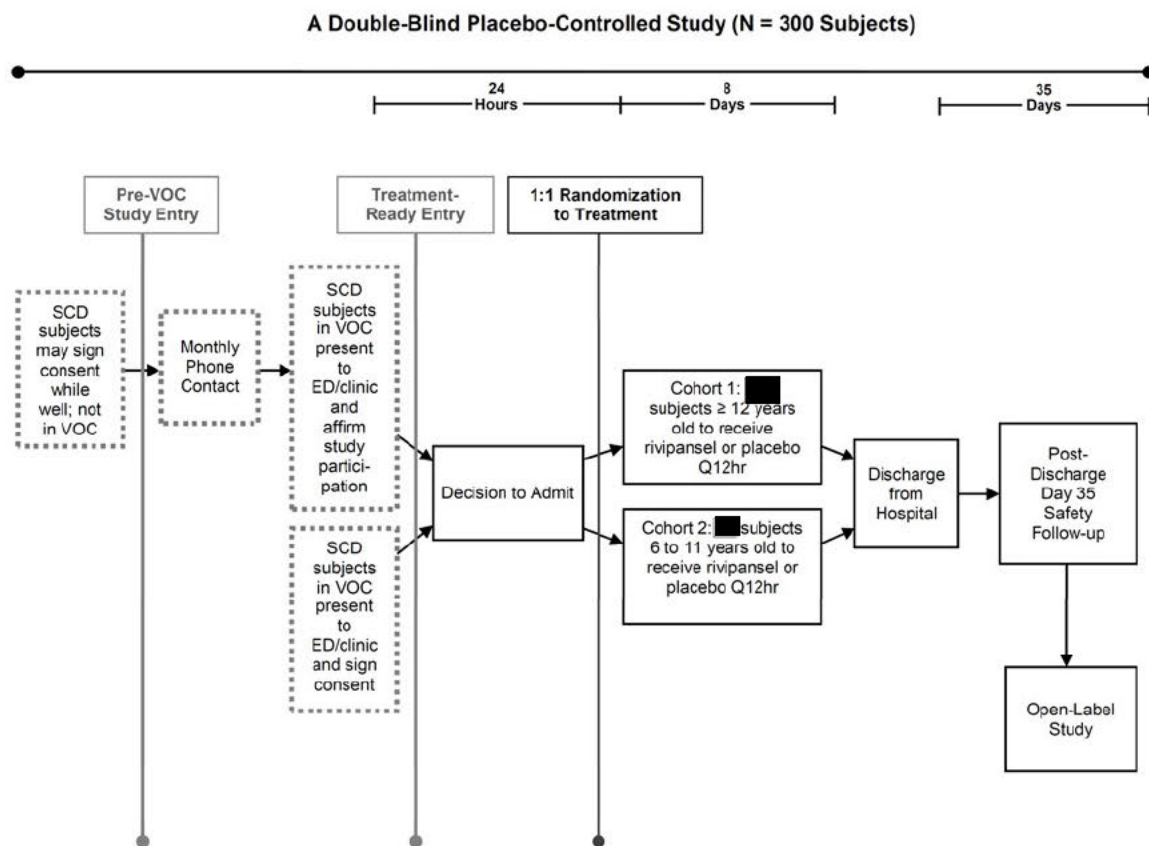 A Double-Blind Placebo-Controlled Study (N = 300 Subjects)
24
Hours
8
Days
35
Days
Pre-VOC
Study Entry
Treatment-
Ready Entry
1:1 Randomization
to Treatment
SCD
subjects
may sign
consent
while
well; not
in VOC
Monthly
Phone
Contact
SCD
subjects
in VOC
present
to
ED/clinic
and
affirm
study
partici-
pation
SCD
subjects
in VOC
present
to
ED/clinic
and sign
consent
Decision to Admit
Cohort 1:
subjects ≥ 12 years
old to receive
rivipansel or placebo
Q12hr
Cohort 2: subjects
6 to 11 years old to
receive rivipansel or
placebo Q12hr
Discharge
from
Hospital
Post-
Discharge
Day 35
Safety
Follow-up
Open-Label
Study